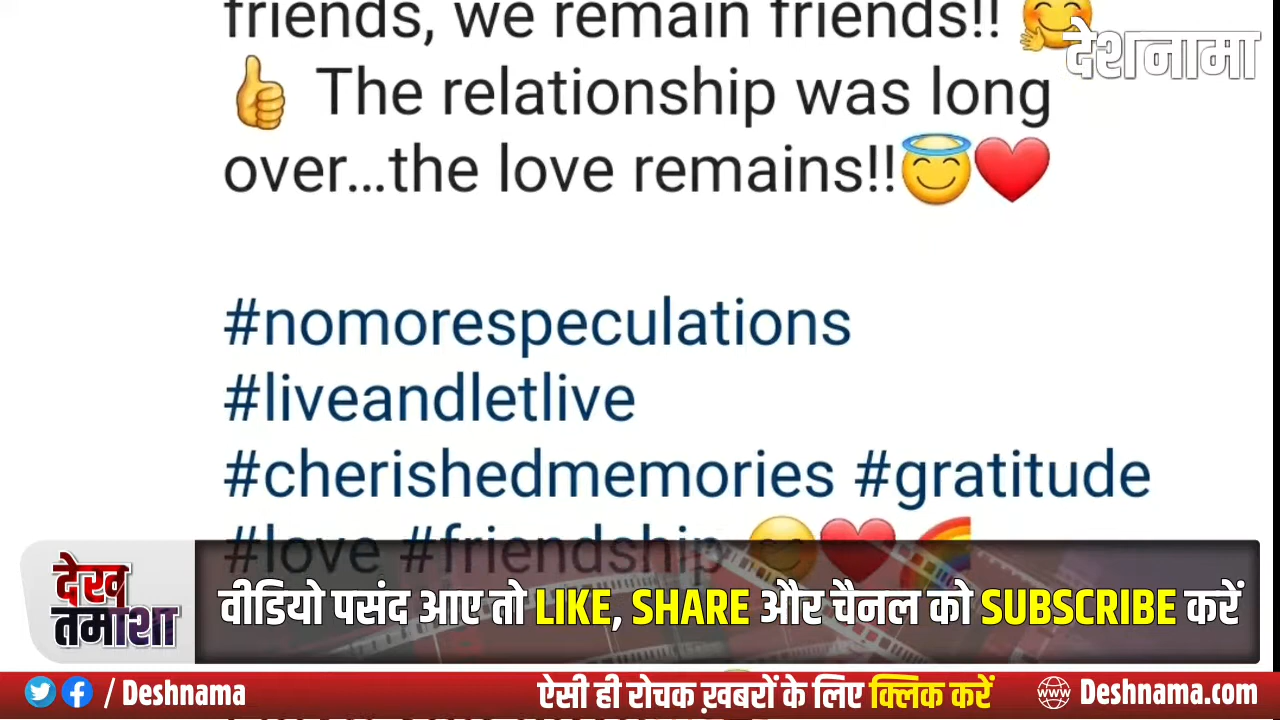 friends, we remain friends!! 🤗
देशनामा
👍 The relationship was long
over...the love remains!!😇❤️
#nomorespeculations
#liveandletlive
#cherishedmemories #gratitude
#love #friendship 😊❤️🌈
देख
तमाशा
वीडियो पसंद आए तो LIKE, SHARE और चैनल को SUBSCRIBE करें
/ Deshnama
ऐसी ही रोचक ख़बरों के लिए क्लिक करें
Deshnama.com